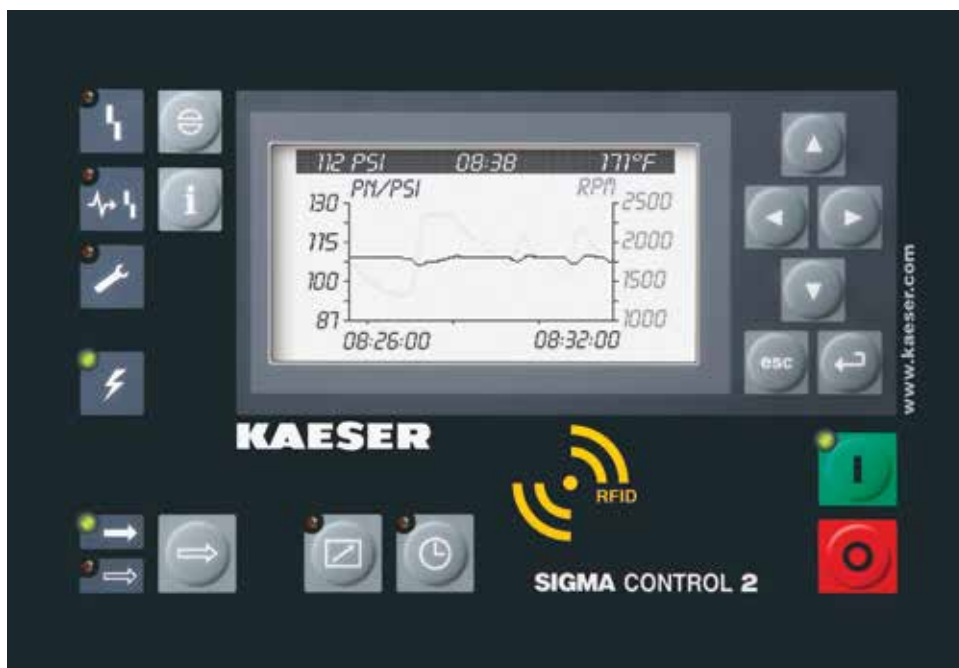 112 PSI 08:38 171°F
PN/PSI RPM
130 2500
115 2000
100 1500
87 1000
08:26:00 08:32:00
i
esc
www.kaeser.com
KAESER
RFID
I
O
SIGMA CONTROL 2